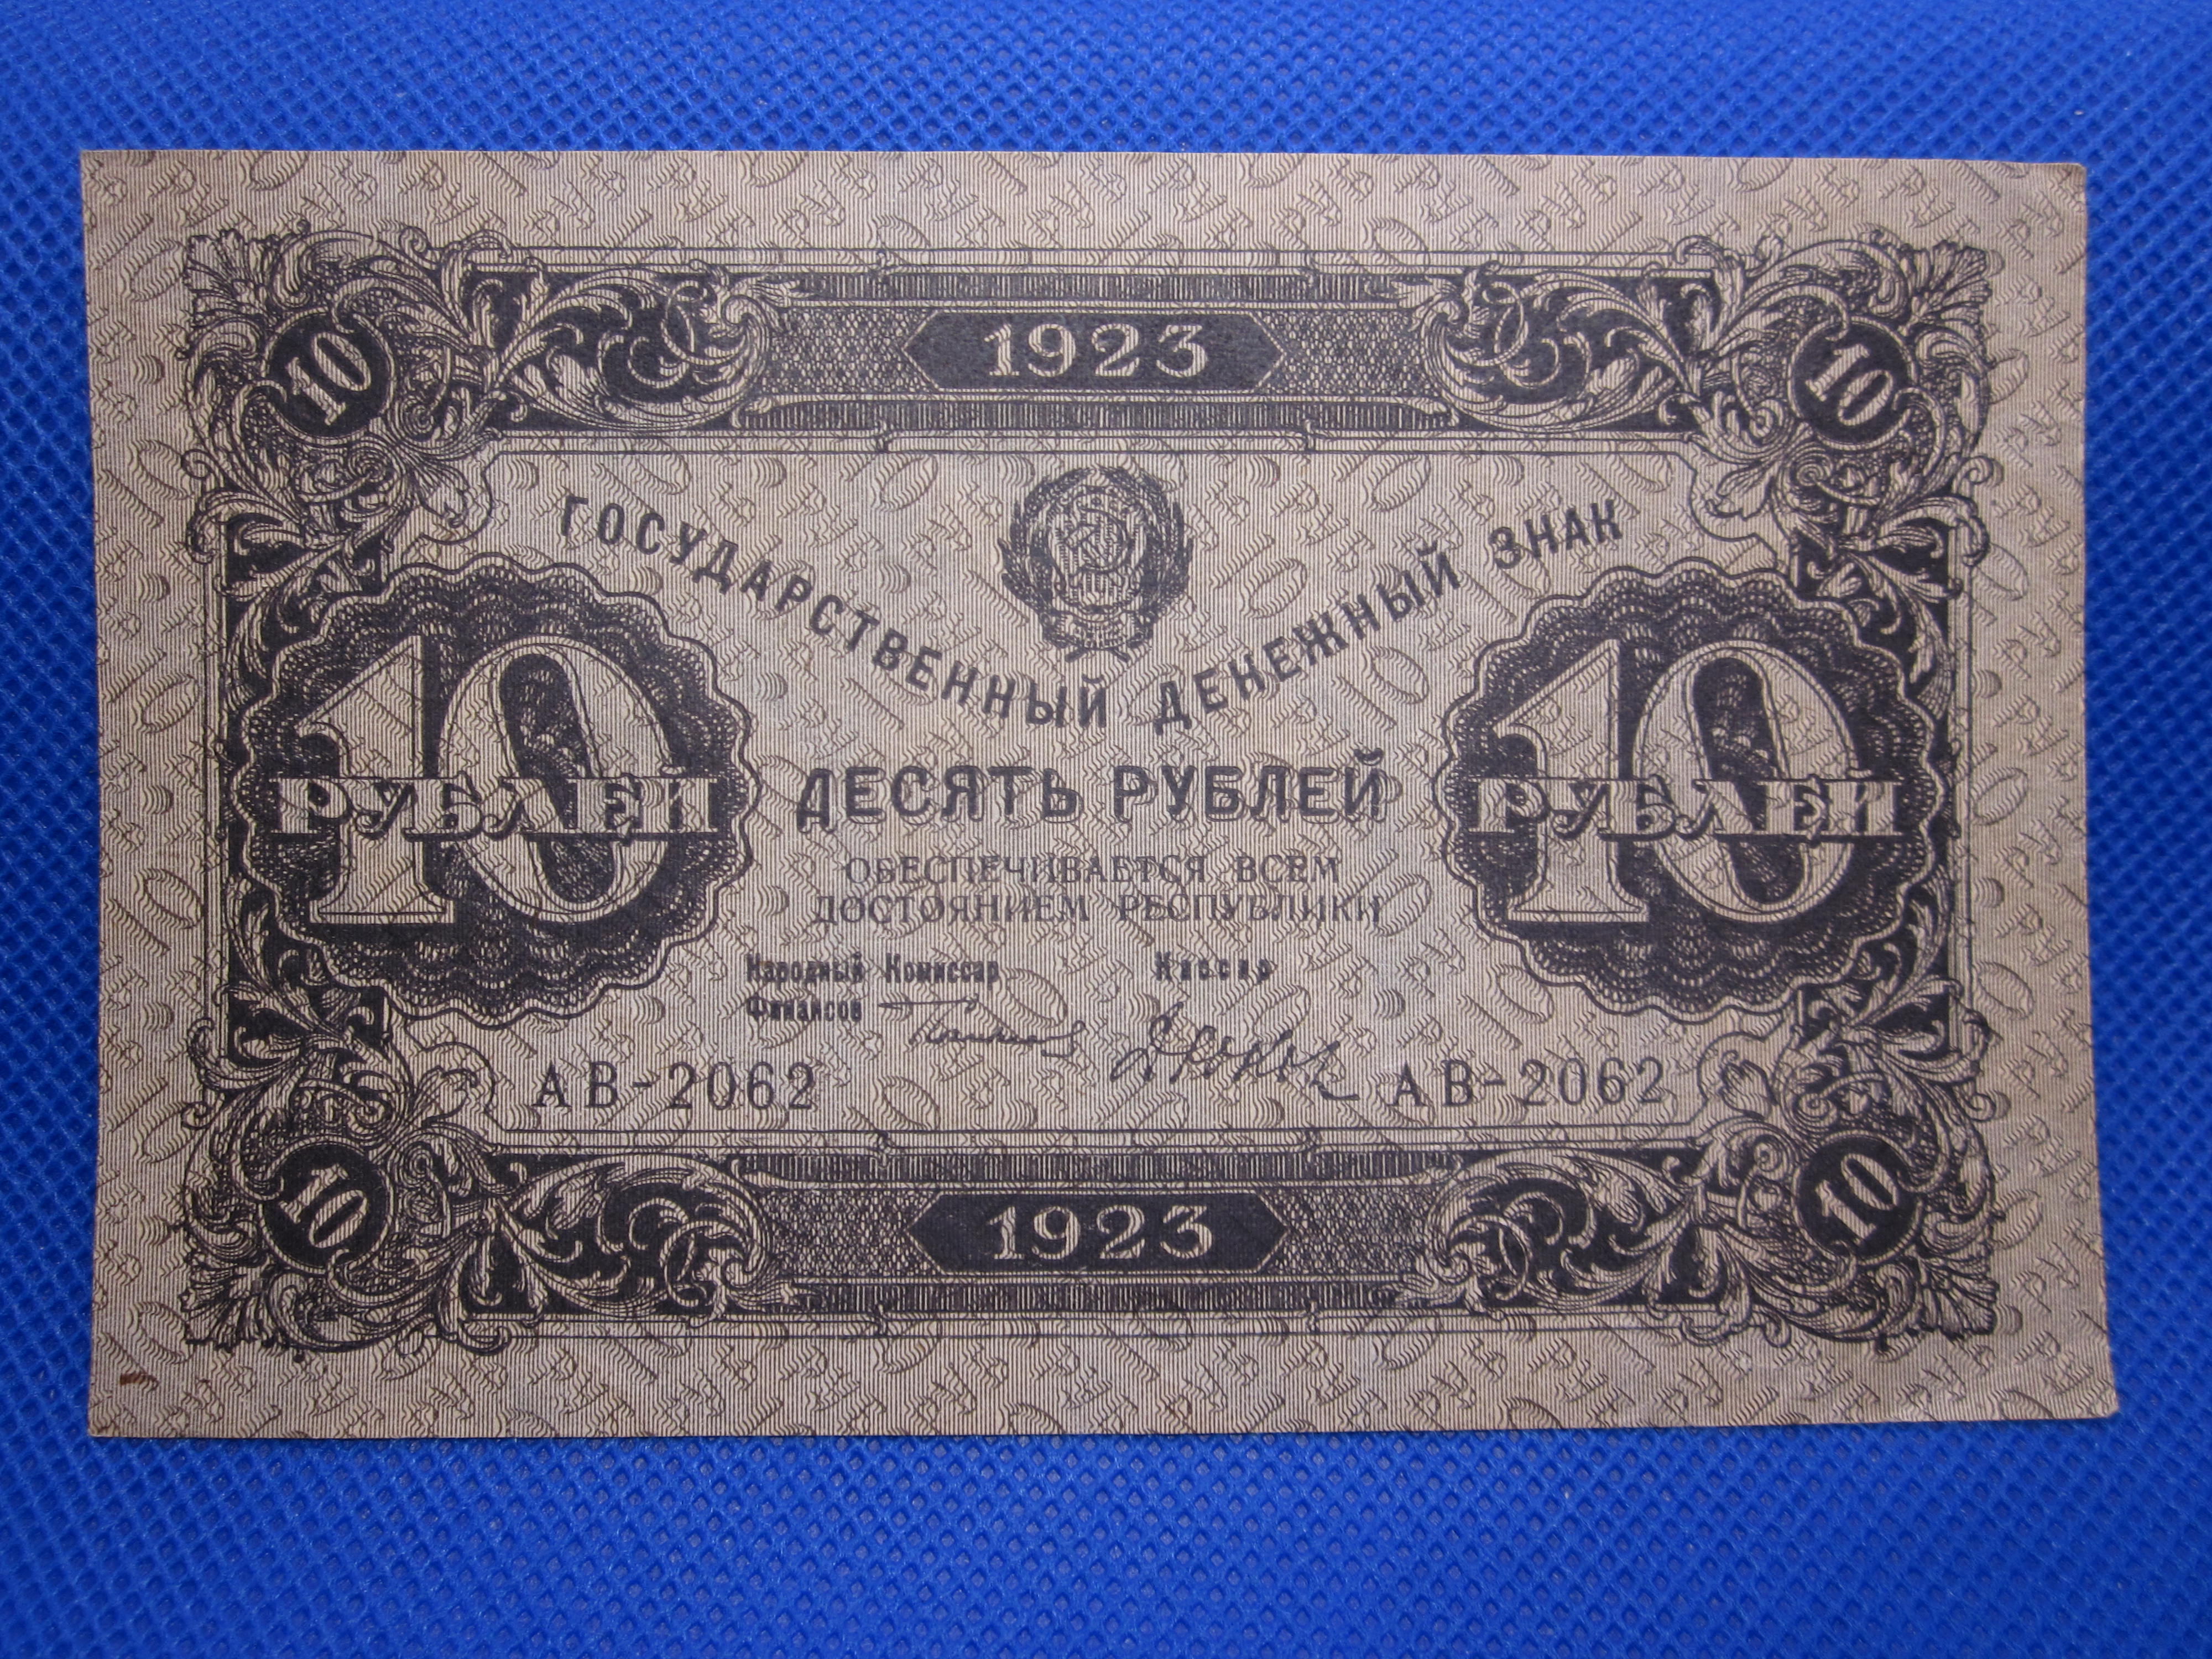 1923
10
10
ГОСУДАРСТВЕННЫЙ ДЕНЕЖНЫЙ ЗНАК
10
РУБЛЕЙ
ДЕСЯТЬ РУБЛЕЙ
10
РУБЛЕЙ
ОБЕСПЕЧИВАЕТСЯ ВСЕМ
ДОСТОЯНИЕМ РЕСПУБЛИКИ
Народный Комиссар
Финансов
Кассир
АВ-2062
АВ-2062
10
1923
10